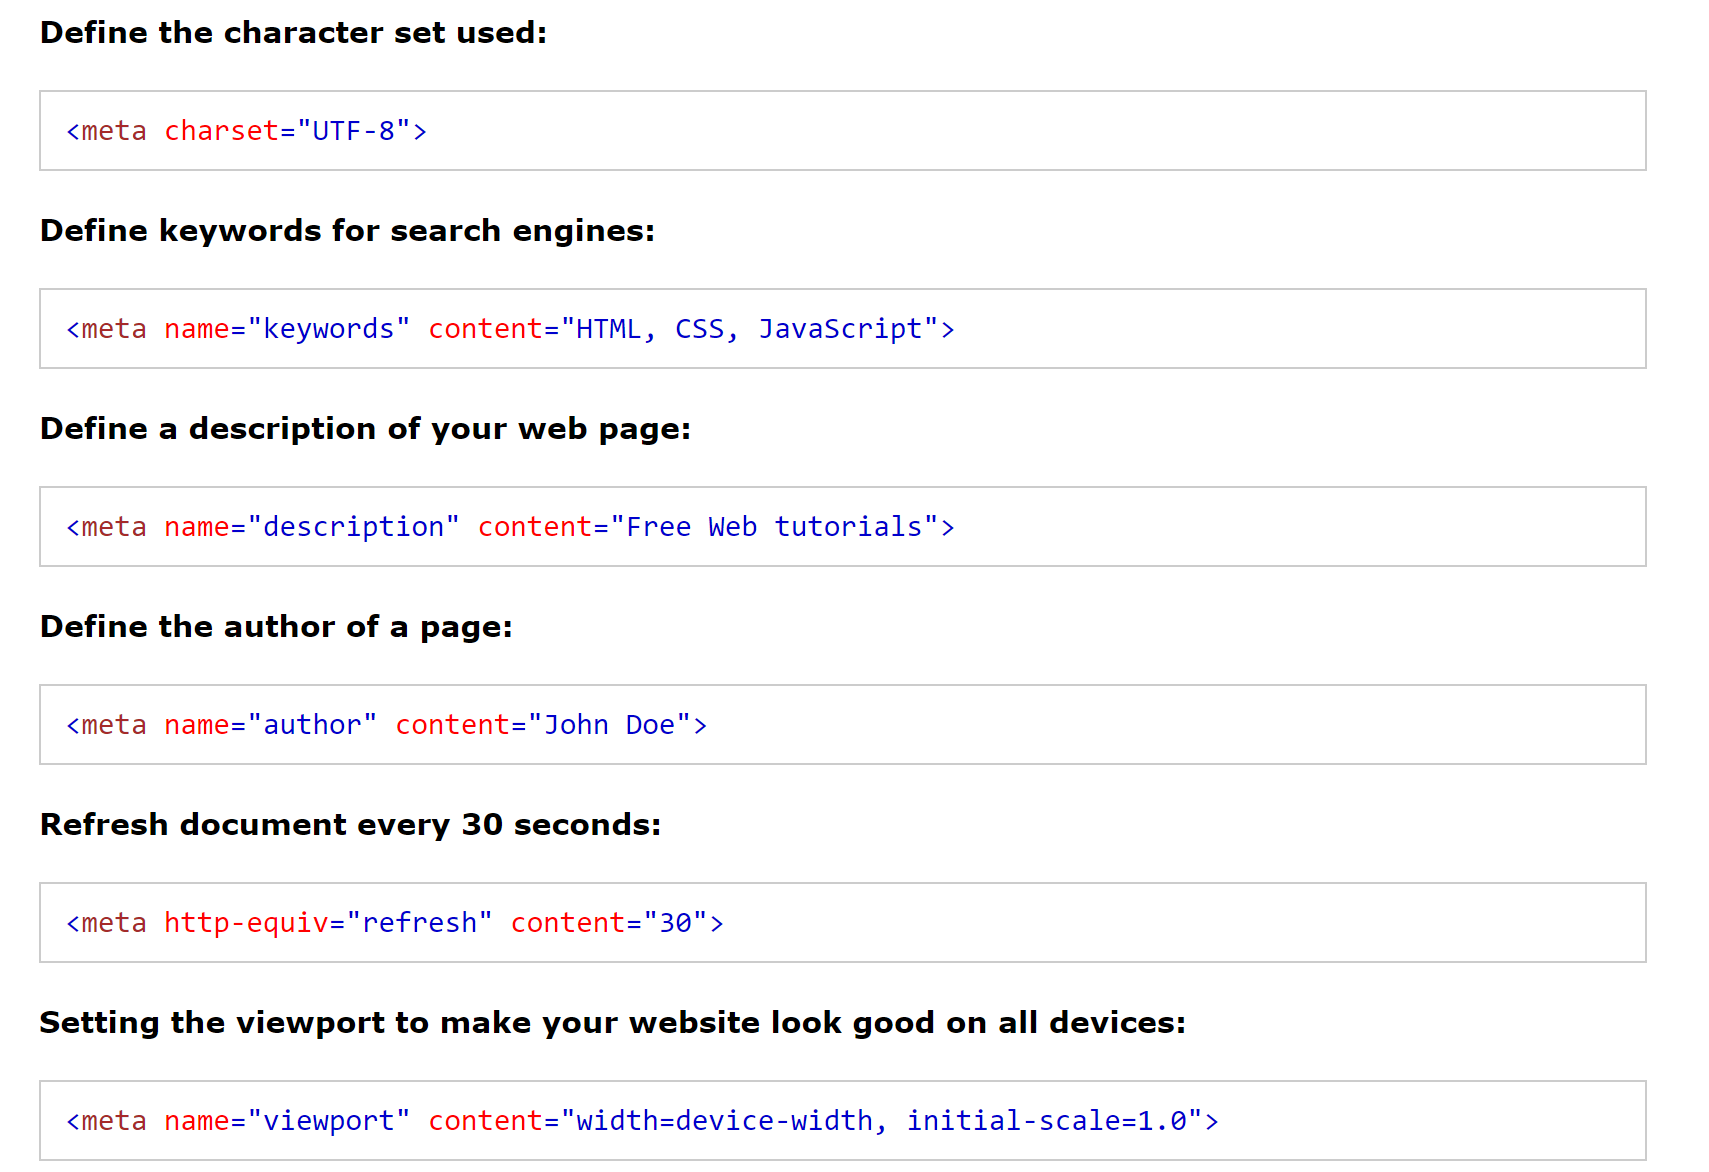 Define the character set used:
<meta charset="UTF-8">
Define keywords for search engines:
<meta name="keywords" content="HTML, CSS, JavaScript">
Define a description of your web page:
<meta name="description" content="Free Web tutorials">
Define the author of a page:
<meta name="author" content="John Doe">
Refresh document every 30 seconds:
<meta http-equiv="refresh" content="30">
Setting the viewport to make your website look good on all devices:
<meta name="viewport" content="width=device-width, initial-scale=1.0">